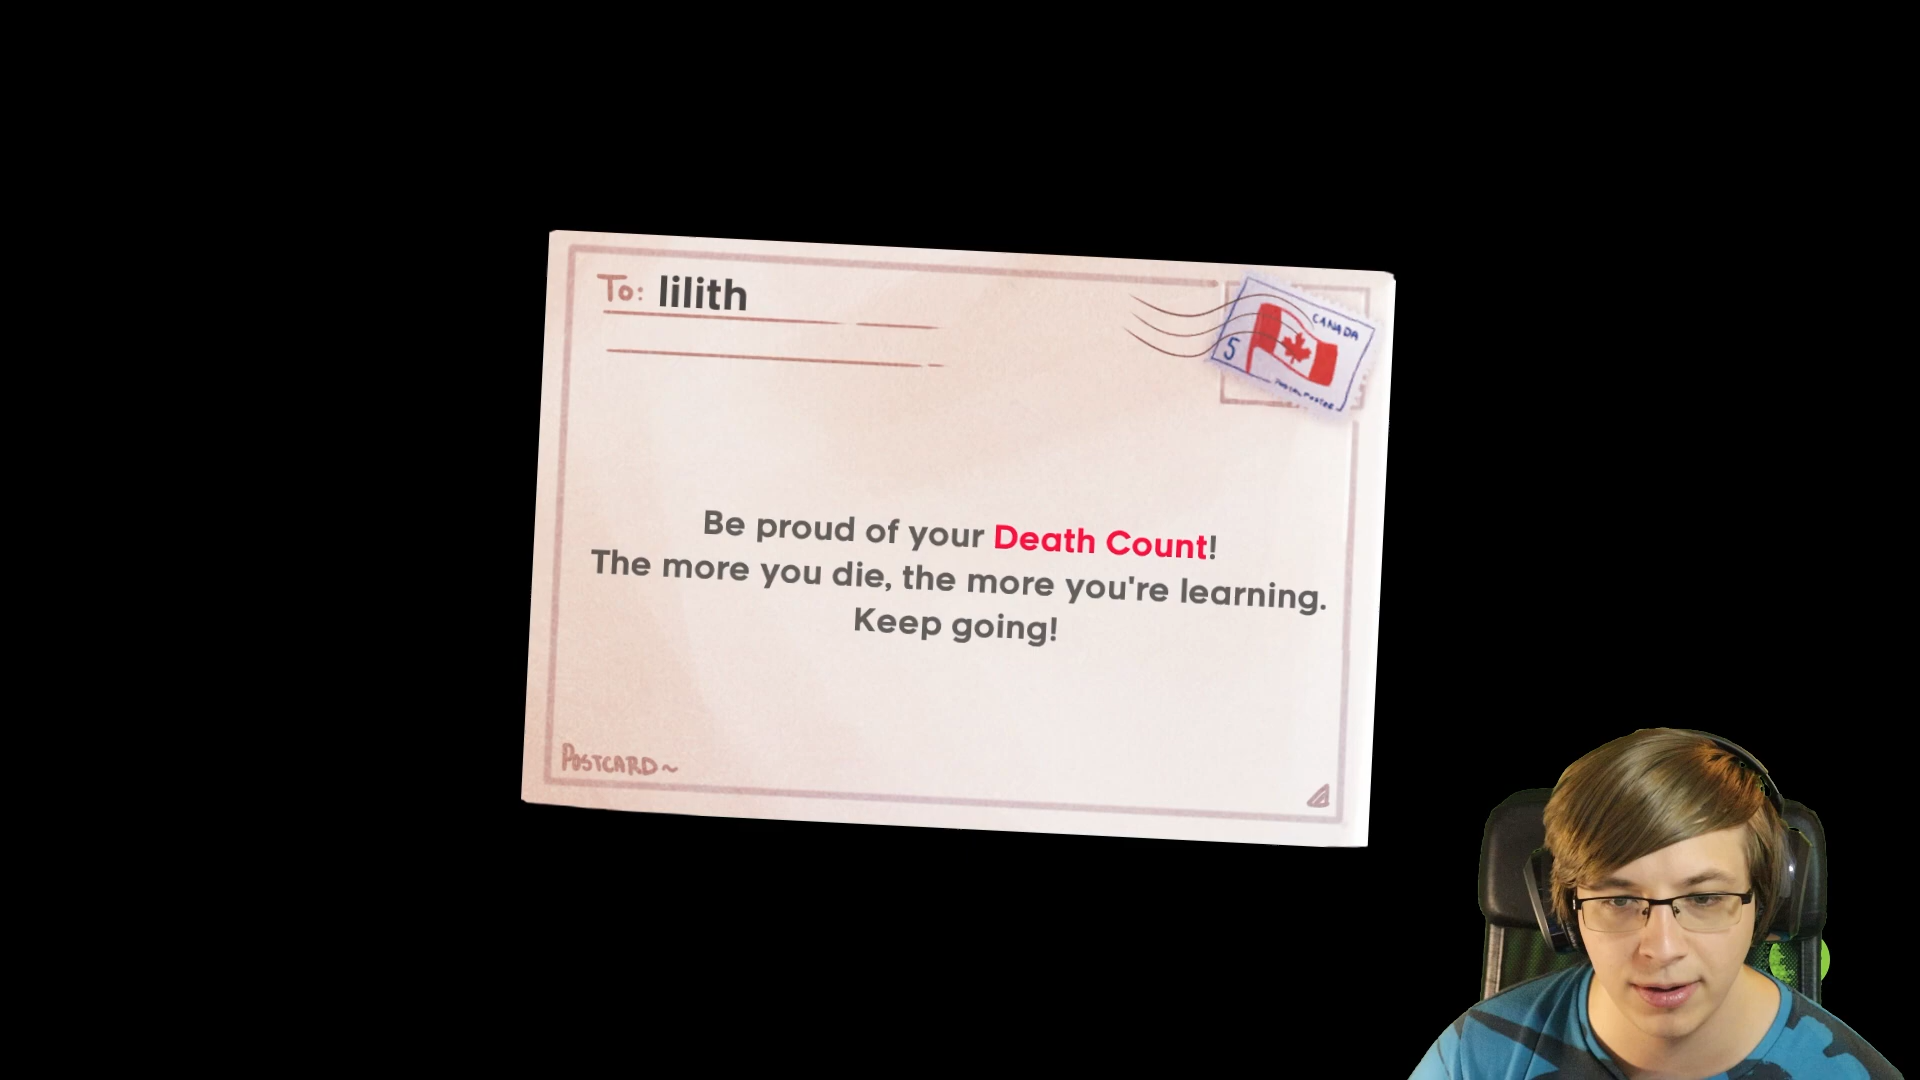 To: lilith
CANADA
5
Be proud of your Death Count!
The more you die, the more you're learning.
Keep going!
POSTCARD~